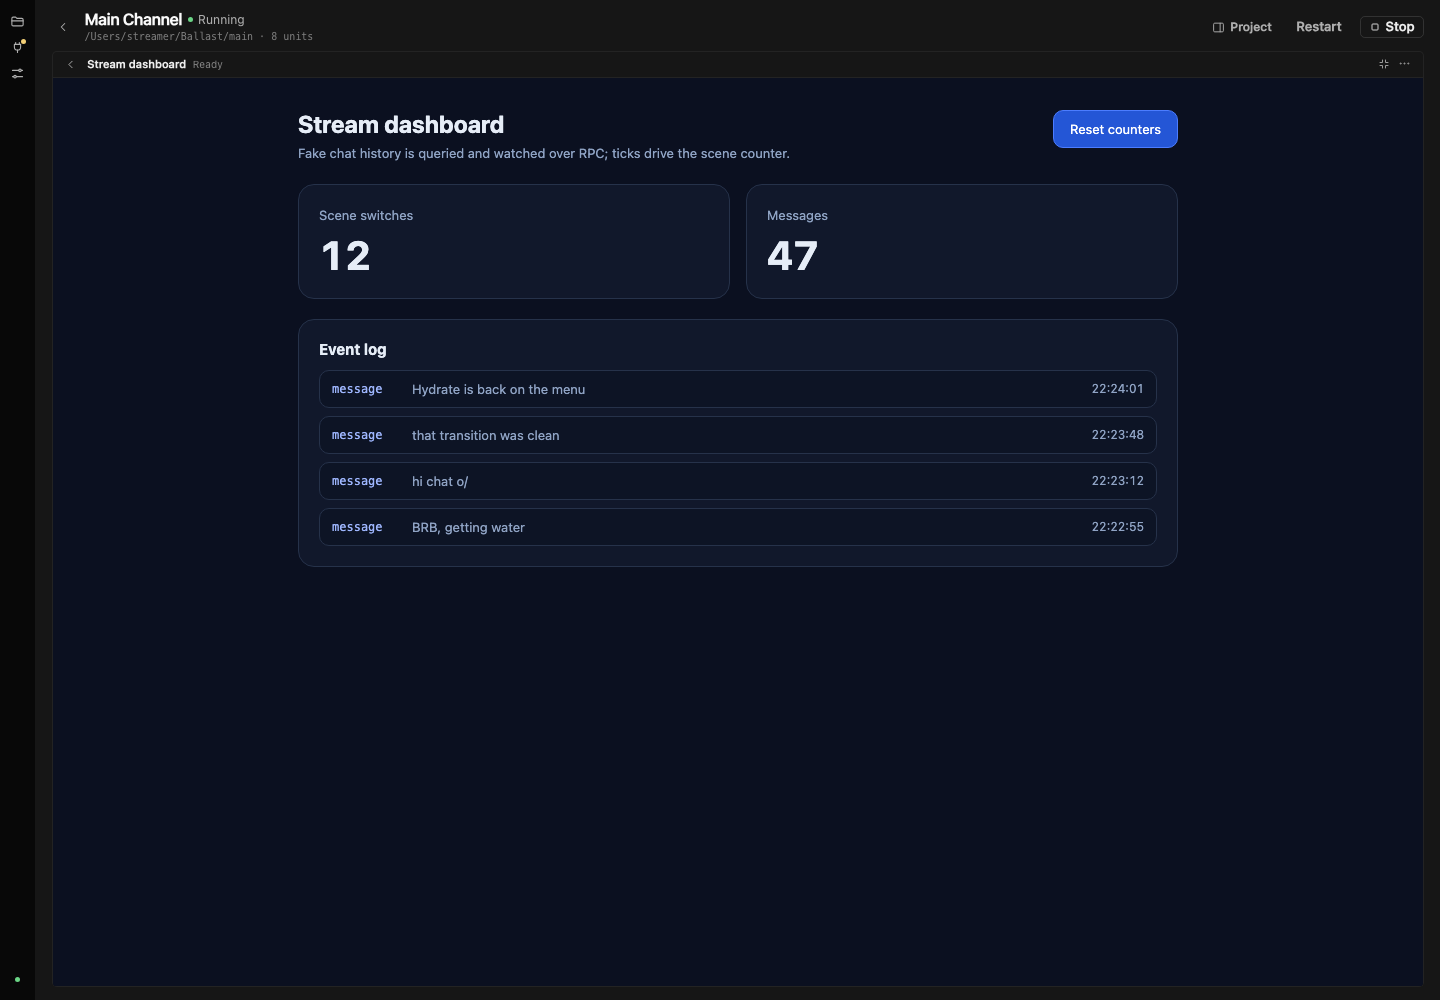 Main Channel Running
/Users/streamer/Ballast/main · 8 units
Project Restart Stop
Stream dashboard Ready
Stream dashboard
Fake chat history is queried and watched over RPC; ticks drive the scene counter.
Reset counters
Scene switches
12
Messages
47
Event log
message Hydrate is back on the menu 22:24:01
message that transition was clean 22:23:48
message hi chat o/ 22:23:12
message BRB, getting water 22:22:55